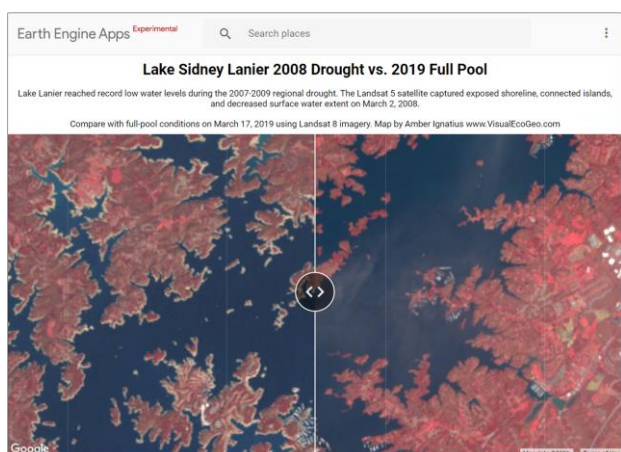 Earth Engine Apps Experimental
Search places
Lake Sidney Lanier 2008 Drought vs. 2019 Full Pool
Lake Lanier reached record low water levels during the 2007-2009 regional drought. The Landsat 5 satellite captured exposed shoreline, connected islands,
and decreased surface water extent on March 2, 2008.
Compare with full-pool conditions on March 17, 2019 using Landsat 8 imagery. Map by Amber Ignatius www.VisualEcoGeo.com
Google